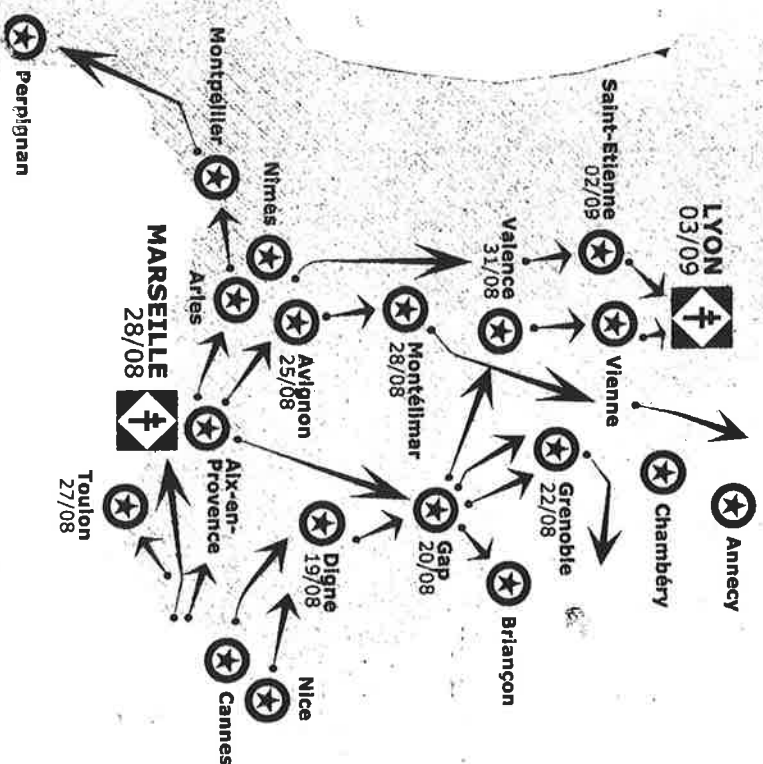 Annecy
LYON
03/09
Chambéry
Saint-Etienne
02/09
Vienne
Grenoble
22/08
Valence
31/08
Briançon
Montélimar
28/08
Gap
20/08
Avignon
25/08
Digne
19/08
Nice
Nîmes
Cannes
Montpellier
Arles
Aix-en-
Provence
MARSEILLE
28/08
Toulon
27/08
Perpignan